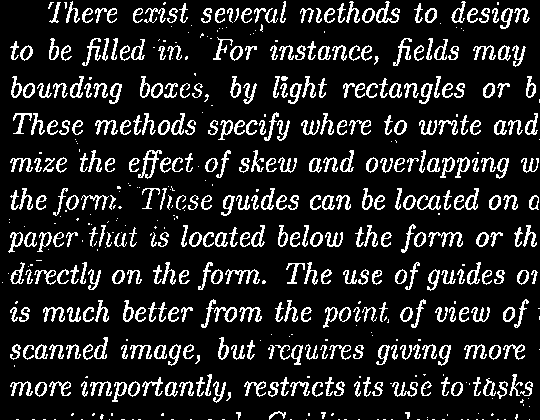 There exist several methods to design
to be filled in. For instance, fields may
bounding boxes, by light rectangles or
These methods specify where to write and
mize the effect of skew and overlapping
the form. These guides can be located on
paper that is located below the form or
directly on the form. The use of guides
is much better from the point of view of
scanned image, but requires giving more
more importantly, restricts its use to tasks